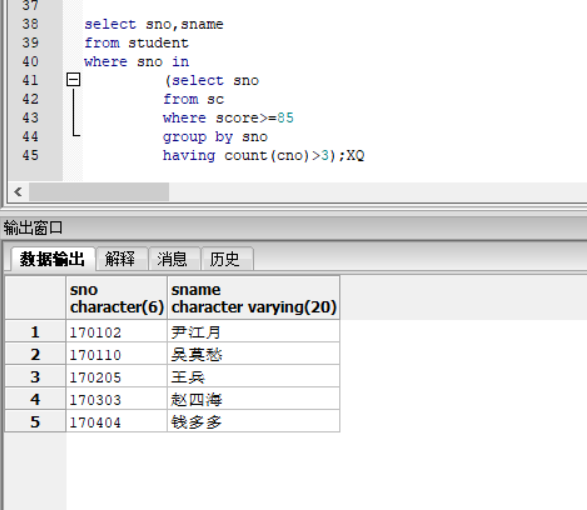 37
38 select sno,sname
39 from student
40 where sno in
41 (select sno
42 from sc
43 where score>=85
44 group by sno
45 having count(cno)>3);XQ
输出窗口
数据输出 解释 消息 历史
sno sname
character(6) character varying(20)
1 170102 尹江月
2 170110 吴莫愁
3 170205 王兵
4 170303 赵四海
5 170404 钱多多